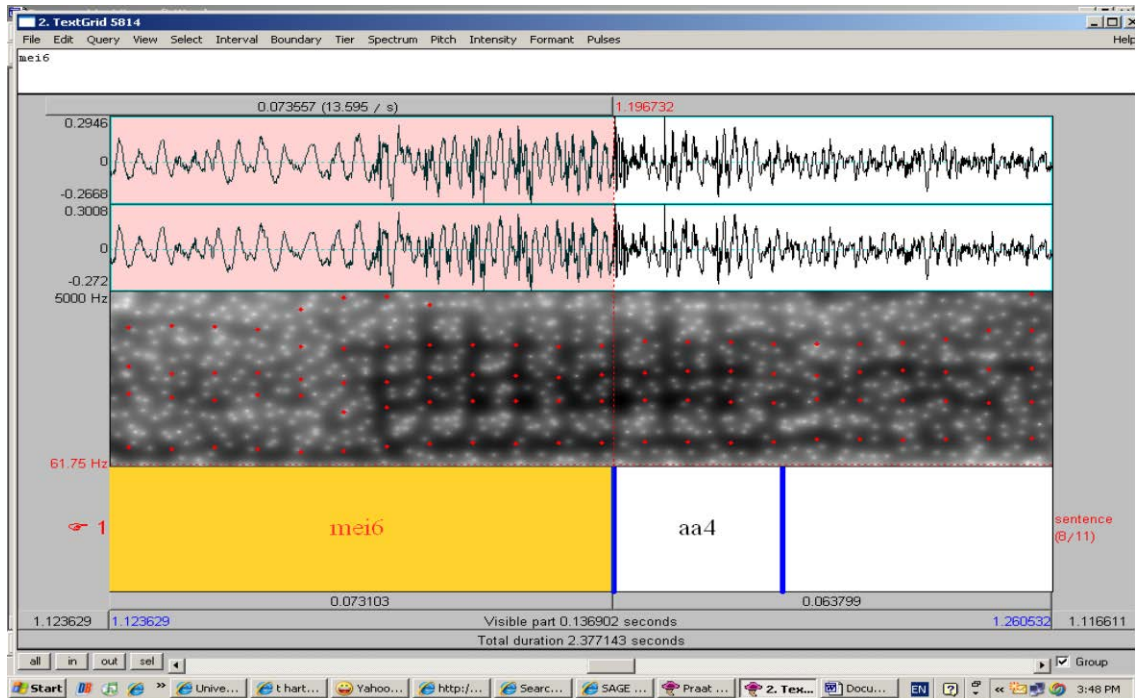 2. TextGrid 5814
File Edit Query View Select Interval Boundary Tier Spectrum Pitch Intensity Formant Pulses Help
mei6
0.073557 (13.595 / s) 1.196732
0.2946
0
-0.2668
0.3008
0
-0.272
5000 Hz
61.75 Hz
☞ 1 mei6 aa4 sentence
(8/11)
0.073103 0.063799
1.123629 1.123629 Visible part 0.136902 seconds 1.260532 1.116611
Total duration 2.377143 seconds
all in out sel Group
Start Unive... t hart... Yahoo... http:/... Searc... SAGE ... Praat ... 2. Tex... Docu... EN 3:48 PM